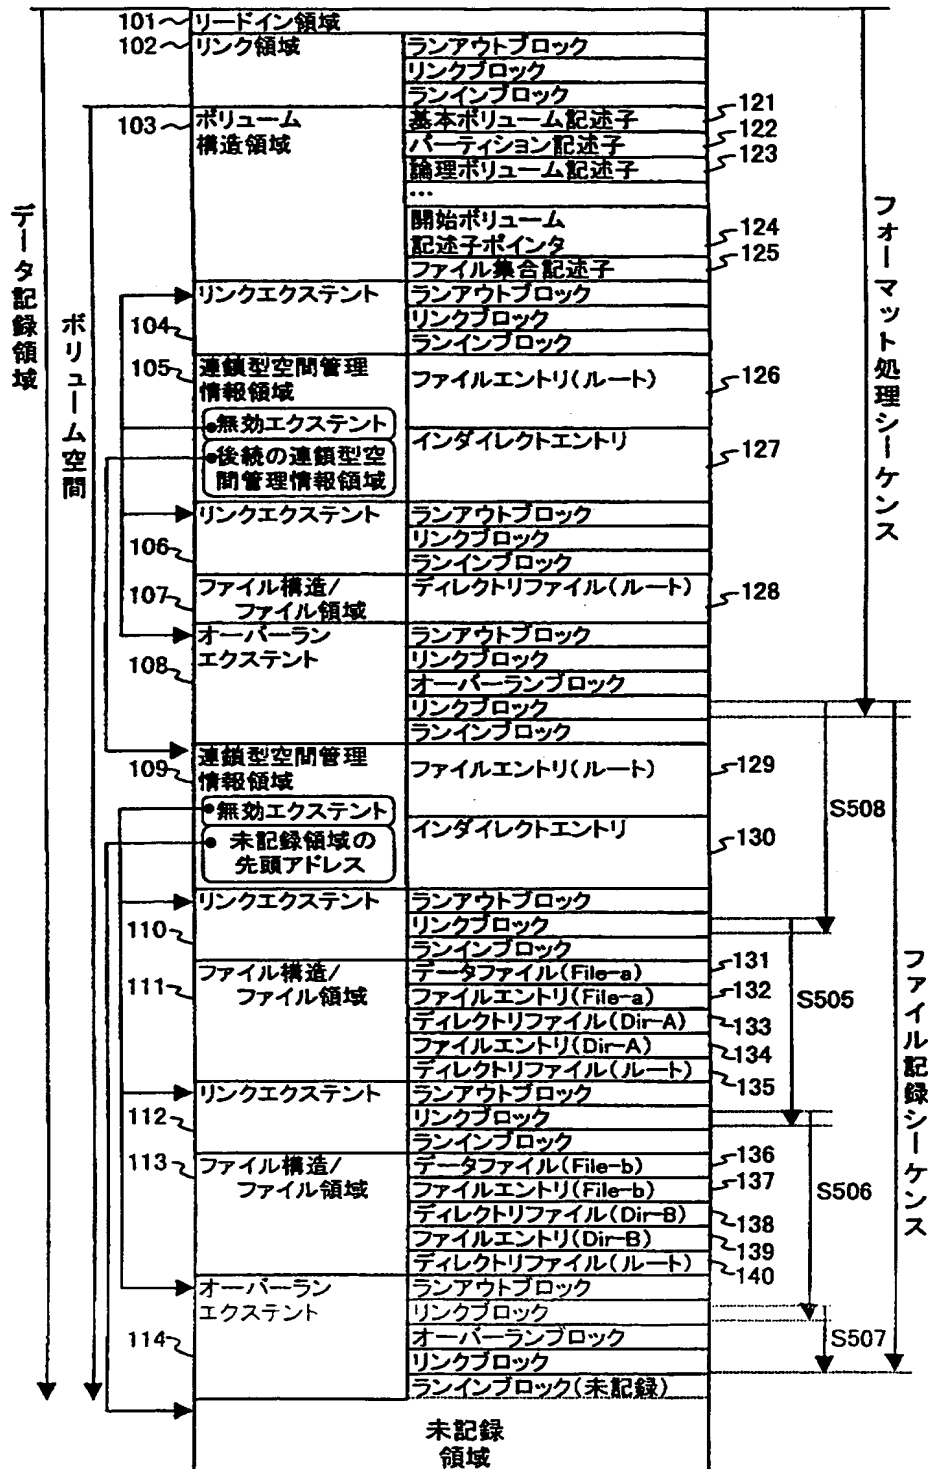 101 リードイン領域
102 リンク領域
ランアウトブロック
リンクブロック
ランインブロック
103 ボリューム
構造領域
基本ボリューム記述子 121
パーティション記述子 122
論理ボリューム記述子 123
…
開始ボリューム
記述子ポインタ 124
ファイル集合記述子 125
リンクエクステント
104
ランアウトブロック
リンクブロック
ランインブロック
105 連鎖型空間管理
情報領域
●無効エクステント
●後続の連鎖型空
間管理情報領域
ファイルエントリ(ルート) 126
インダイレクトエントリ 127
リンクエクステント
106
ランアウトブロック
リンクブロック
ランインブロック
107 ファイル構造/
ファイル領域
ディレクトリファイル(ルート) 128
オーバーラン
エクステント
108
ランアウトブロック
リンクブロック
オーバーランブロック
リンクブロック
ランインブロック
109 連鎖型空間管理
情報領域
●無効エクステント
●未記録領域の
先頭アドレス
ファイルエントリ(ルート) 129
インダイレクトエントリ 130
リンクエクステント
110
ランアウトブロック
リンクブロック
ランインブロック
111 ファイル構造/
ファイル領域
データファイル(File-a) 131
ファイルエントリ(File-a) 132
ディレクトリファイル(Dir-A) 133
ファイルエントリ(Dir-A) 134
ディレクトリファイル(ルート) 135
リンクエクステント
112
ランアウトブロック
リンクブロック
ランインブロック
113 ファイル構造/
ファイル領域
データファイル(File-b) 136
ファイルエントリ(File-b) 137
ディレクトリファイル(Dir-B) 138
ファイルエントリ(Dir-B) 139
ディレクトリファイル(ルート) 140
オーバーラン
エクステント
114
ランアウトブロック
リンクブロック
オーバーランブロック
リンクブロック
ランインブロック(未記録)
未記録
領域
データ記録領域
ボリューム空間
フォーマット処理シーケンス
ファイル記録シーケンス
S508
S505
S506
S507